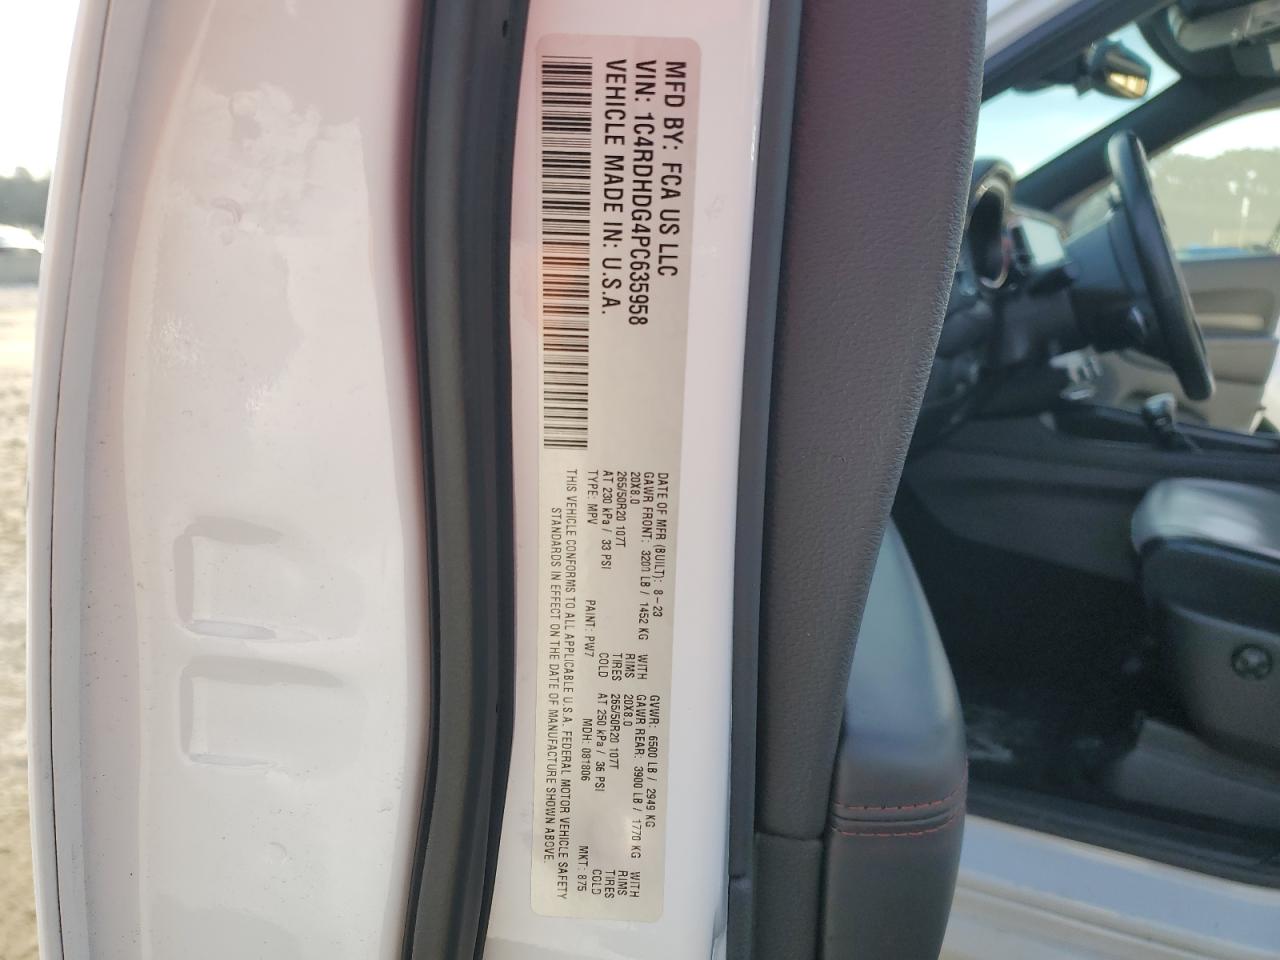 MFD BY: FCA US LLC
VIN: 1C4RDHDG4PC635958
VEHICLE MADE IN: U.S.A.
DATE OF MFR (BUILT): 8-23 GVWR: 6500 LB / 2949 KG
GAWR FRONT: 3200 LB / 1452 KG WITH GAWR REAR: 3900 LB / 1770 KG WITH
20X8.0 RIMS 20X8.0 RIMS
265/50R20 107T TIRES 265/50R20 107T TIRES
AT 230 kPa / 33 PSI COLD AT 250 kPa / 36 PSI COLD
TYPE: MPV PAINT: PW7 MDH: 081806 MKT: 875
THIS VEHICLE CONFORMS TO ALL APPLICABLE U.S.A. FEDERAL MOTOR VEHICLE SAFETY
STANDARDS IN EFFECT ON THE DATE OF MANUFACTURE SHOWN ABOVE.